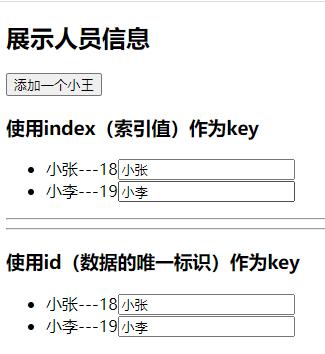 展示人员信息
添加一个小王
使用index（索引值）作为key
小张---18 小张
小李---19 小李
使用id（数据的唯一标识）作为key
小张---18 小张
小李---19 小李